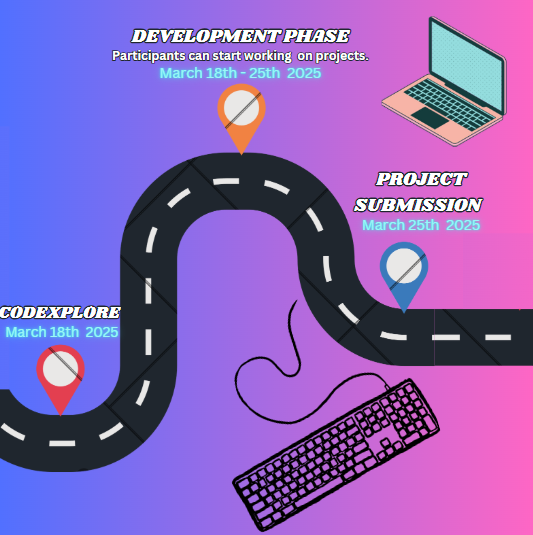 DEVELOPMENT PHASE
Participants can start working on projects.
March 18th - 25th 2025
PROJECT
SUBMISSION
March 25th 2025
CODEXPLORE
March 18th 2025